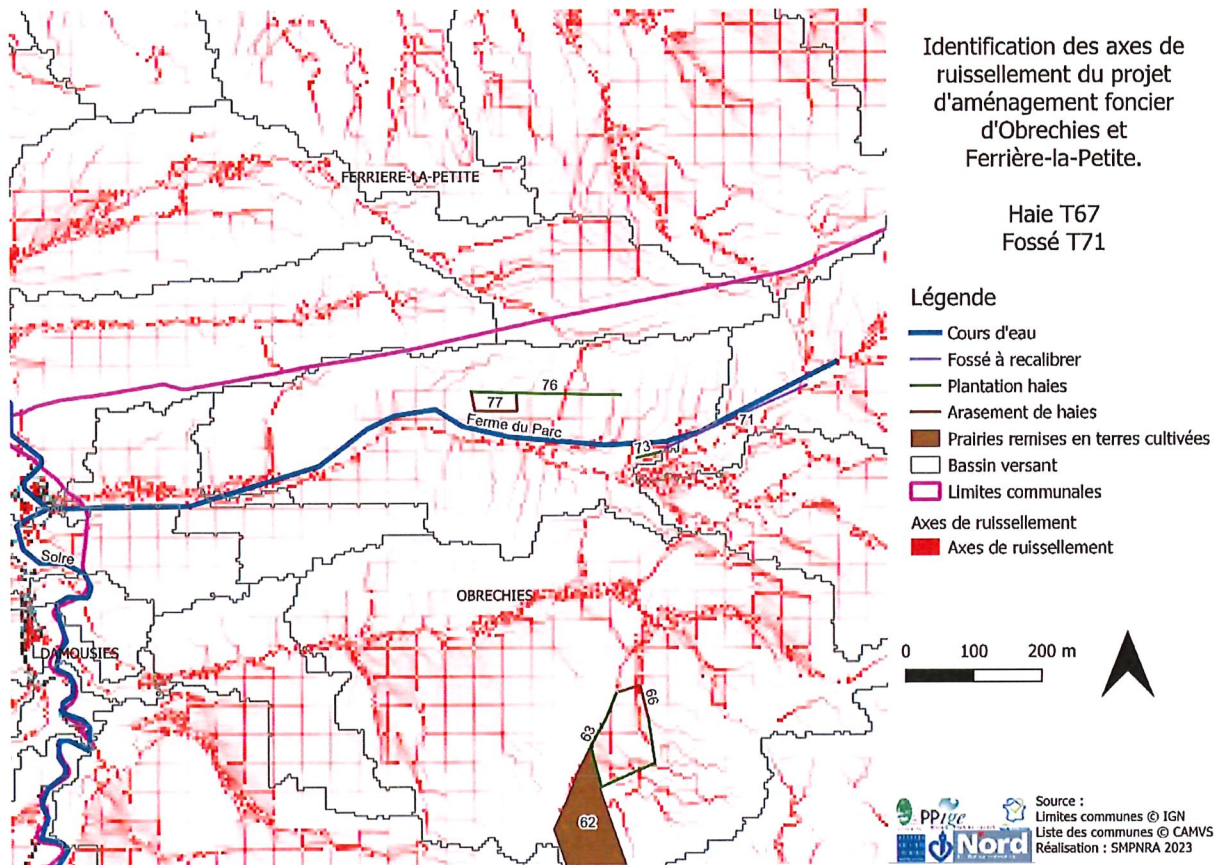 Identification des axes de
ruissellement du projet
d'aménagement foncier
d'Obrechies et
Ferrière-la-Petite.
Haie T67
Fossé T71
Légende
Cours d'eau
Fossé à recalibrer
Plantation haies
Arasement de haies
Prairies remises en terres cultivées
Bassin versant
Limites communales
Axes de ruissellement
Axes de ruissellement
0 100 200 m
PPige
Nord
Source :
Limites communes © IGN
Liste des communes © CAMVS
Réalisation : SMPNRA 2023
FERRIERE-LA-PETITE
76
77
Ferme du Parc
71
73
Solre
OBRECHIES
DAMOUSIES
66
63
62